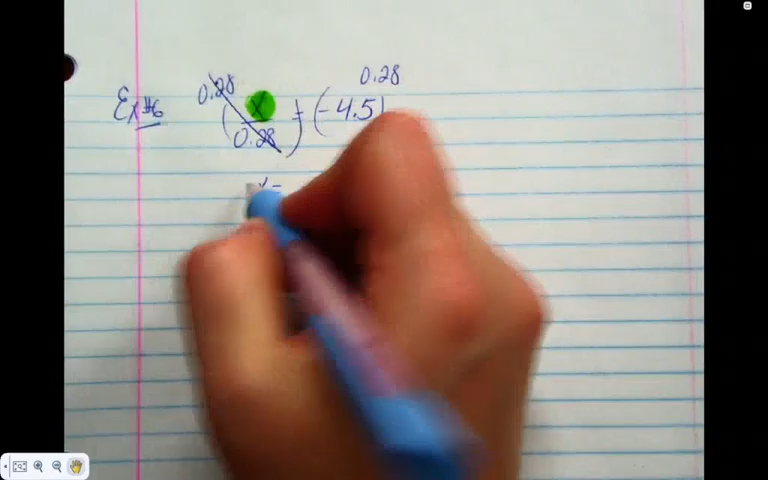 0.28 0.28
Ex#6 (x = (-4.5)
0.28)
x=